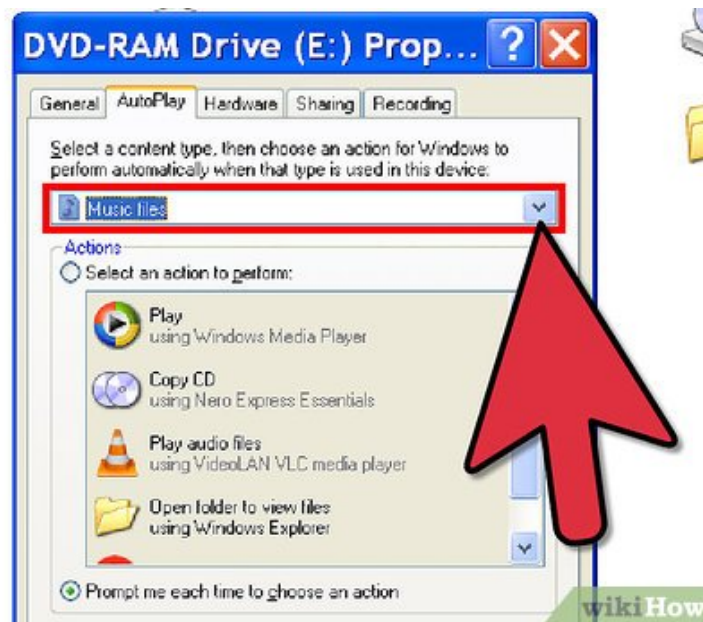 DVD-RAM Drive (E:) Prop...
General AutoPlay Hardware Sharing Recording
Select a content type, then choose an action for Windows to
perform automatically when that type is used in this device:
Music files
Actions
Select an action to perform:
Play
using Windows Media Player
Copy CD
using Nero Express Essentials
Play audio files
using VideoLAN VLC media player
Open folder to view files
using Windows Explorer
Prompt me each time to choose an action
wikiHow